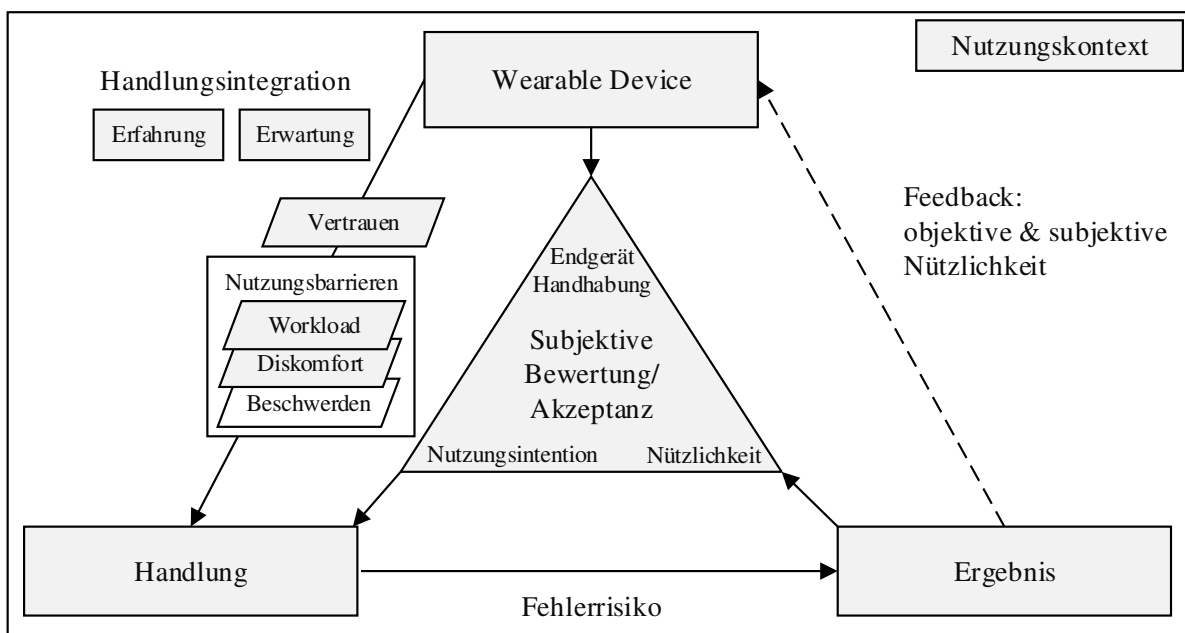 Nutzungskontext
Wearable Device
Handlungsintegration
Erfahrung
Erwartung
Vertrauen
Nutzungsbarrieren
Workload
Diskomfort
Beschwerden
Endgerät
Handhabung
Subjektive
Bewertung/
Akzeptanz
Nutzungsintention
Nützlichkeit
Feedback:
objektive & subjektive
Nützlichkeit
Handlung
Fehlerrisiko
Ergebnis